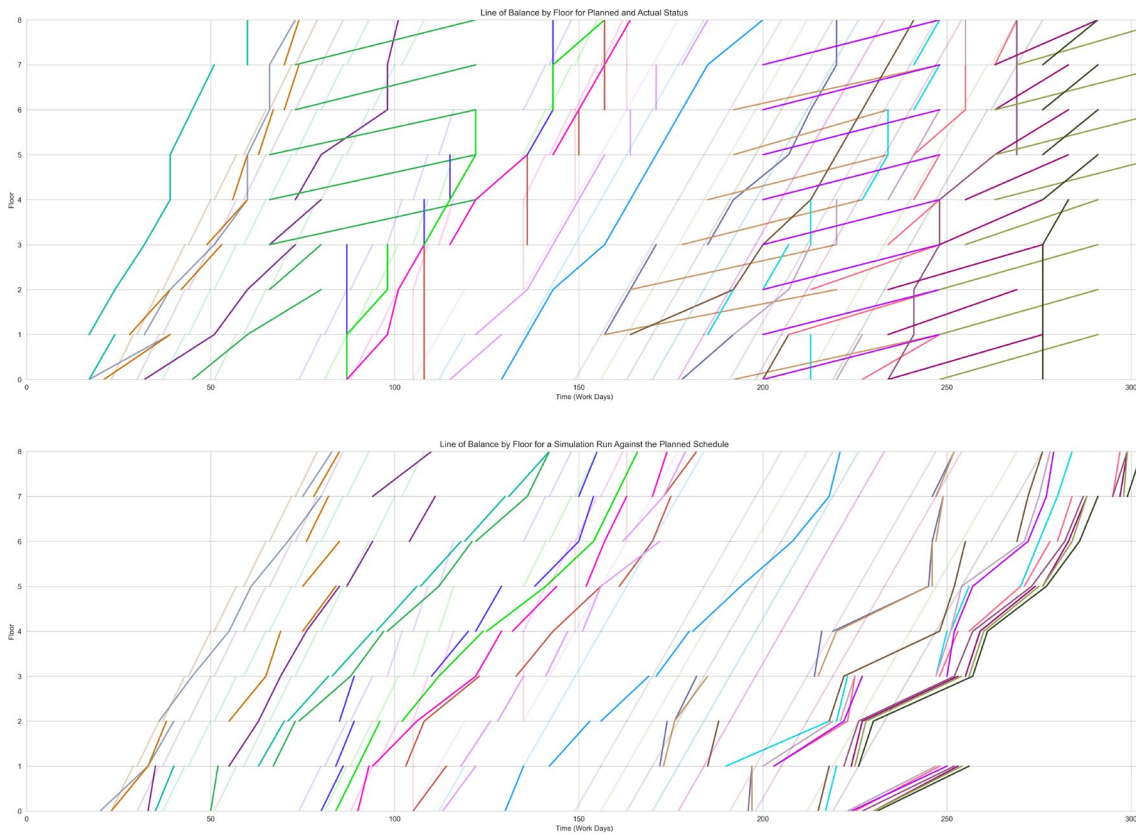 Line of Balance by Floor for Planned and Actual Status
8
7
6
5
4
3
2
1
0
Floor
0 50 100 150 200 250 300
Time (Work Days)
Line of Balance by Floor for a Simulation Run Against the Planned Schedule
8
7
6
5
4
3
2
1
0
Floor
0 50 100 150 200 250 300
Time (Work Days)